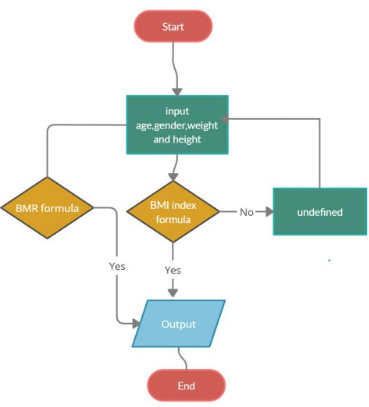 Start
input
age,gender,weight
and height
BMR formula
BMI index
formula
No
undefined
Yes
Yes
Output
End